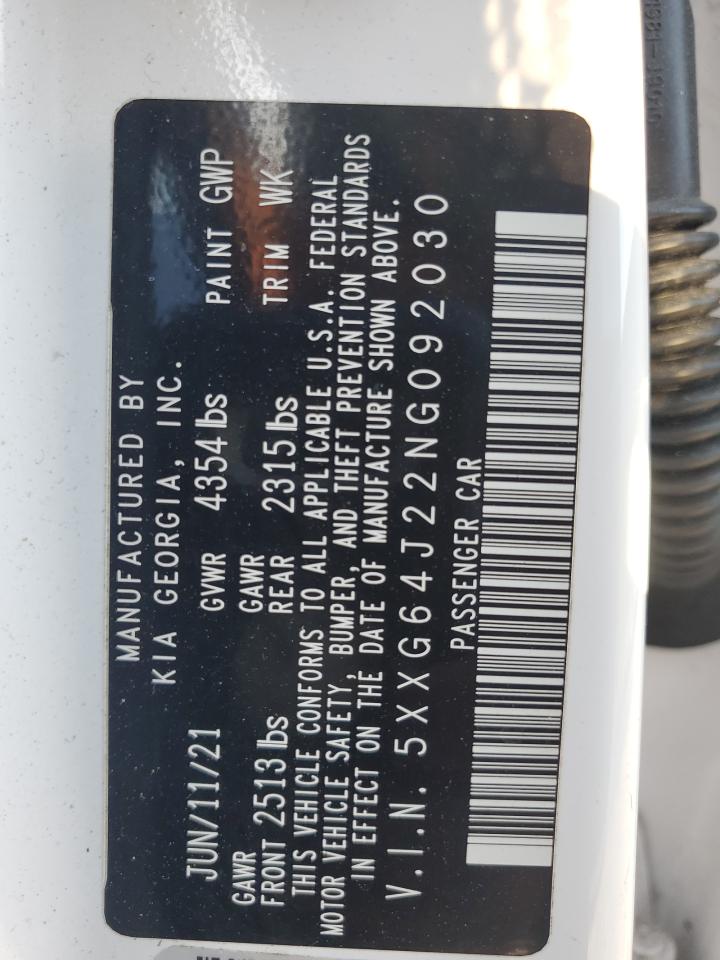 MANUFACTURED BY
KIA GEORGIA, INC.
JUN/11/21 GVWR 4354 lbs PAINT GWP
GAWR GAWR
FRONT 2513 lbs REAR 2315 lbs TRIM WK
THIS VEHICLE CONFORMS TO ALL APPLICABLE U.S.A. FEDERAL
MOTOR VEHICLE SAFETY, BUMPER, AND THEFT PREVENTION STANDARDS
IN EFFECT ON THE DATE OF MANUFACTURE SHOWN ABOVE.
V.I.N. 5XXG64J22NG092030
PASSENGER CAR